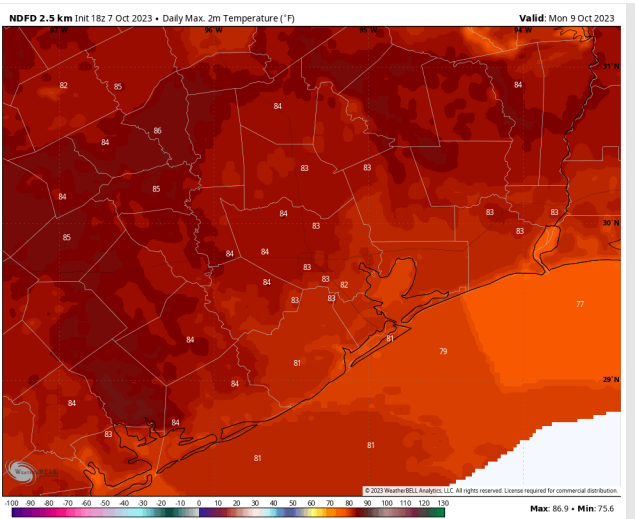 NDFD 2.5 km Init 18z 7 Oct 2023 • Daily Max. 2m Temperature (°F) Valid: Mon 9 Oct 2023
97 W 96 W 95 W 94 W
31°N
82 85 84
84
86
84
83 83
85
84
84 83 83
83 83
30°N
85
84 84
83
84 83 82
83 83
77
81
84 79
81
29°N
84
84
84
83
81
81
WeatherBELL
© 2023 WeatherBELL Analytics, LLC. All rights reserved. License required for commercial distribution.
-100 -90 -80 -70 -60 -50 -40 -30 -20 -10 0 10 20 30 40 50 60 70 80 90 100 110 120 130
Max: 86.9 • Min: 75.6